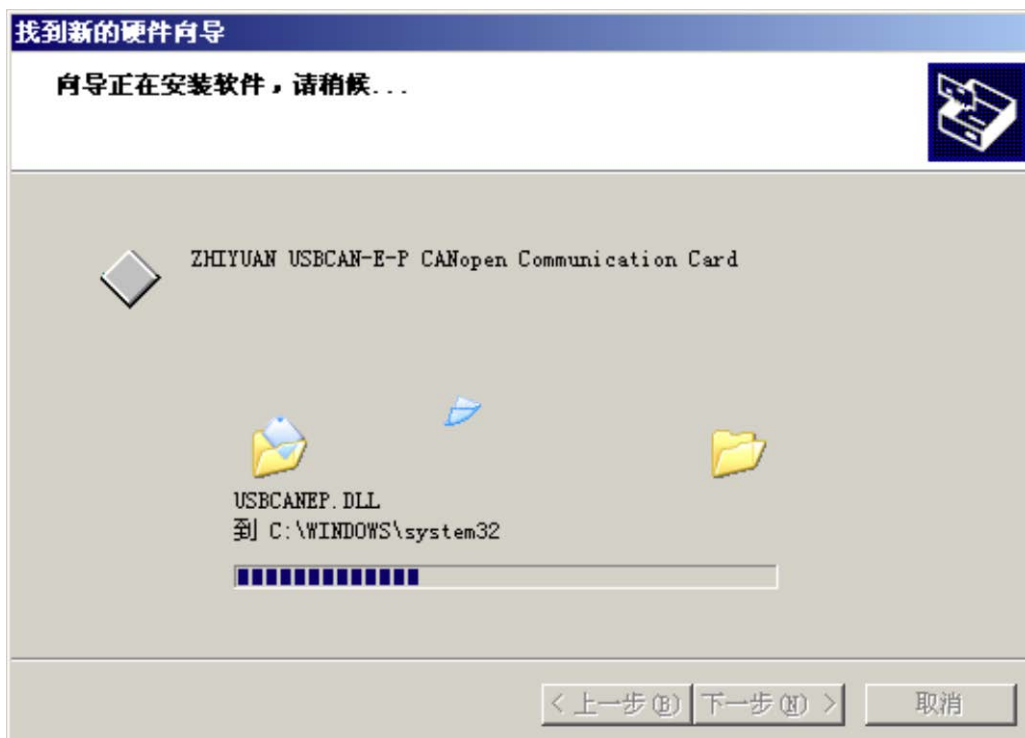 找到新的硬件向导
向导正在安装软件，请稍候...
ZHIYUAN USBCAN-E-P CANopen Communication Card
USBCANEP.DLL
到 C:\WINDOWS\system32
< 上一步(B) 下一步(N) > 取消